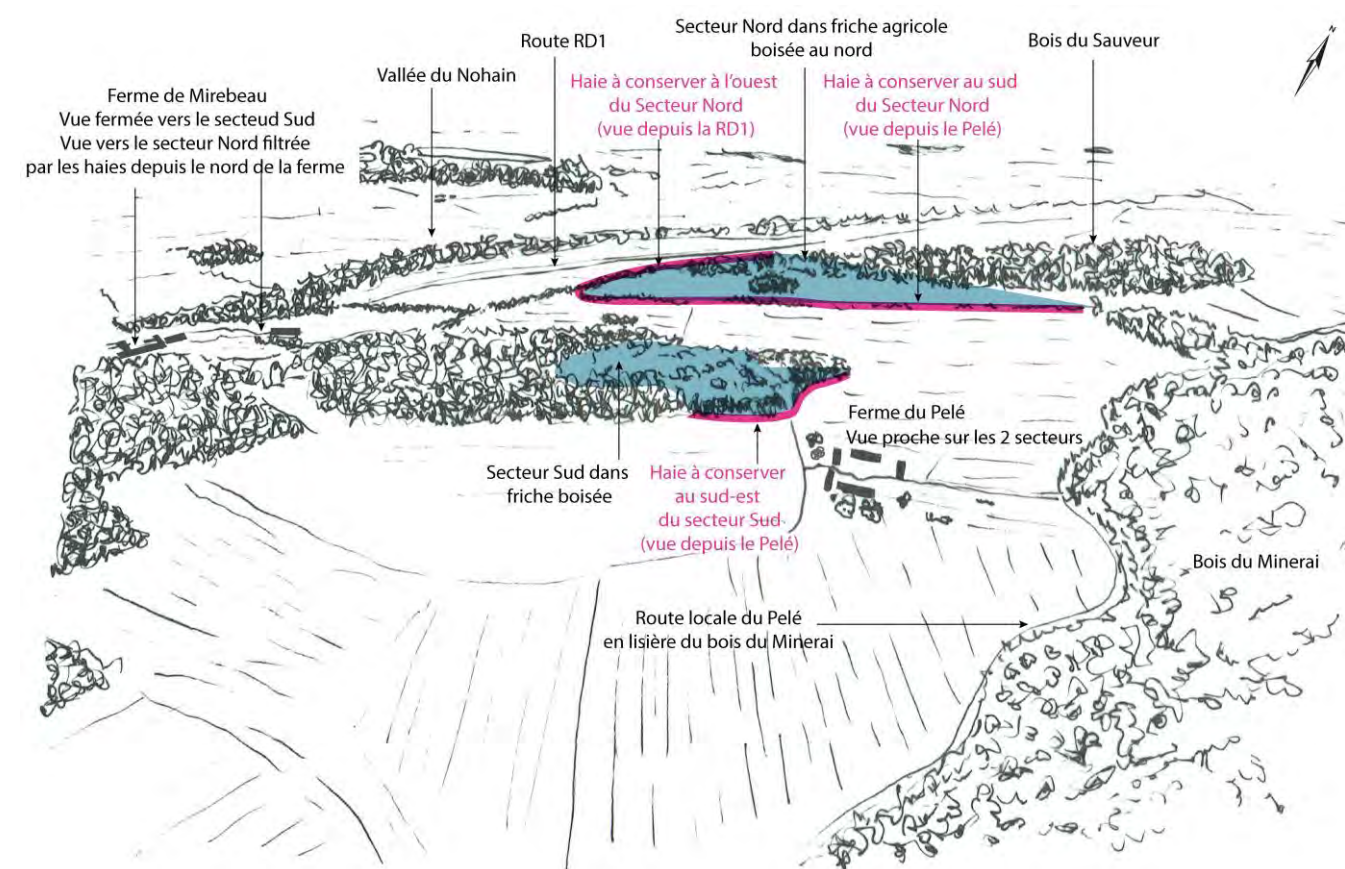 Ferme de Mirebeau
Vue fermée vers le secteud Sud
Vue vers le secteur Nord filtrée
par les haies depuis le nord de la ferme
Vallée du Nohain
Route RD1
Haie à conserver à l'ouest
du Secteur Nord
(vue depuis la RD1)
Secteur Nord dans friche agricole
boisée au nord
Haie à conserver au sud
du Secteur Nord
(vue depuis le Pelé)
Bois du Sauveur
N
Secteur Sud dans
friche boisée
Haie à conserver
au sud-est
du secteur Sud
(vue depuis le Pelé)
Ferme du Pelé
Vue proche sur les 2 secteurs
Route locale du Pelé
en lisière du bois du Minerai
Bois du Minerai